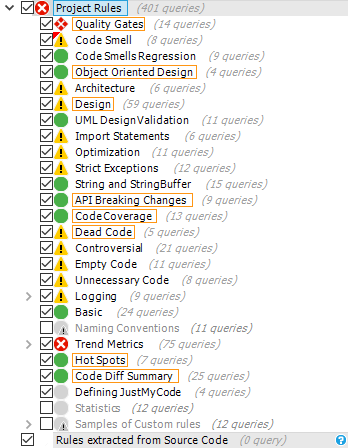 Project Rules (401 queries)
Quality Gates (14 queries)
Code Smell (8 queries)
Code Smells Regression (9 queries)
Object Oriented Design (4 queries)
Architecture (6 queries)
Design (59 queries)
UML Design Validation (11 queries)
Import Statements (6 queries)
Optimization (11 queries)
Strict Exceptions (12 queries)
String and StringBuffer (15 queries)
API Breaking Changes (9 queries)
Code Coverage (13 queries)
Dead Code (5 queries)
Controversial (21 queries)
Empty Code (11 queries)
Unnecessary Code (8 queries)
Logging (9 queries)
Basic (24 queries)
Naming Conventions (11 queries)
Trend Metrics (75 queries)
Hot Spots (7 queries)
Code Diff Summary (25 queries)
Defining JustMyCode (4 queries)
Statistics (12 queries)
Samples of Custom rules (12 queries)
Rules extracted from Source Code (0 query)